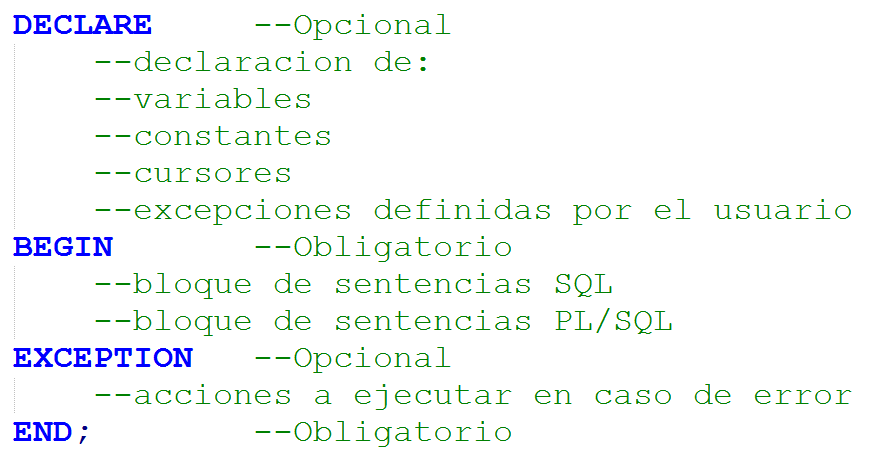 DECLARE --Opcional
--declaracion de:
--variables
--constantes
--cursores
--excepciones definidas por el usuario
BEGIN --Obligatorio
--bloque de sentencias SQL
--bloque de sentencias PL/SQL
EXCEPTION --Opcional
--acciones a ejecutar en caso de error
END; --Obligatorio